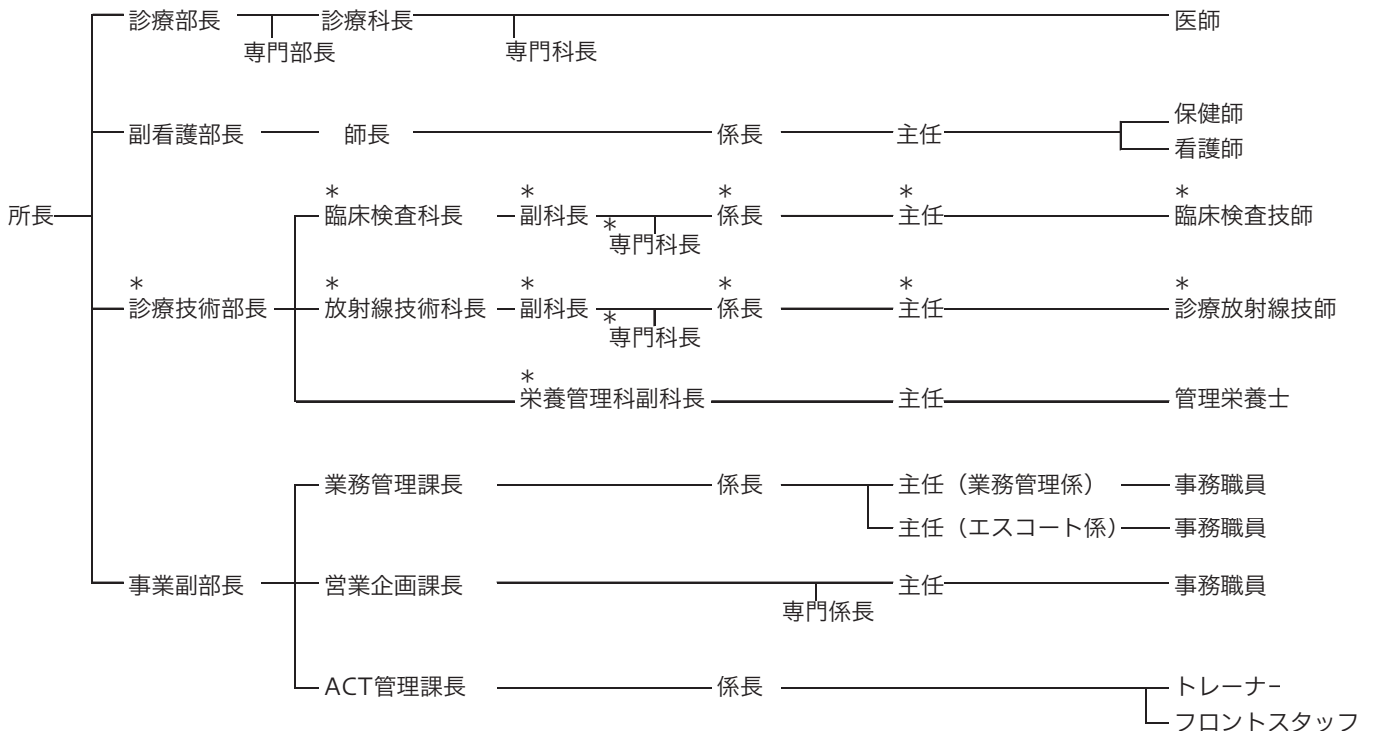 診療部長 診療科長 医師
専門部長 専門科長
保健師
副看護部長 師長 係長 主任
看護師
* * * * *
所長 臨床検査科長 副科長 係長 主任 臨床検査技師
* 専門科長
* * * * * *
診療技術部長 放射線技術科長 副科長 係長 主任 診療放射線技師
* 専門科長
*
栄養管理科副科長 主任 管理栄養士
業務管理課長 係長 主任（業務管理係） 事務職員
主任（エスコート係） 事務職員
事業副部長 営業企画課長 主任 事務職員
専門係長
ACT管理課長 係長 トレーナー
フロントスタッフ